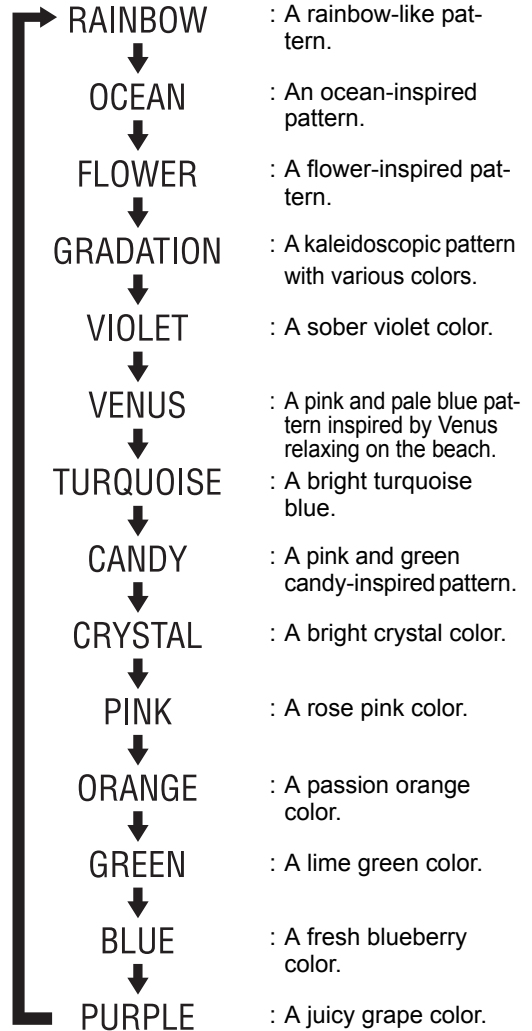 RAINBOW : A rainbow-like pat-
tern.
OCEAN : An ocean-inspired
pattern.
FLOWER : A flower-inspired pat-
tern.
GRADATION : A kaleidoscopic pattern
with various colors.
VIOLET : A sober violet color.
VENUS : A pink and pale blue pat-
tern inspired by Venus
relaxing on the beach.
TURQUOISE : A bright turquoise
blue.
CANDY : A pink and green
candy-inspired pattern.
CRYSTAL : A bright crystal color.
PINK : A rose pink color.
ORANGE : A passion orange
color.
GREEN : A lime green color.
BLUE : A fresh blueberry
color.
PURPLE : A juicy grape color.